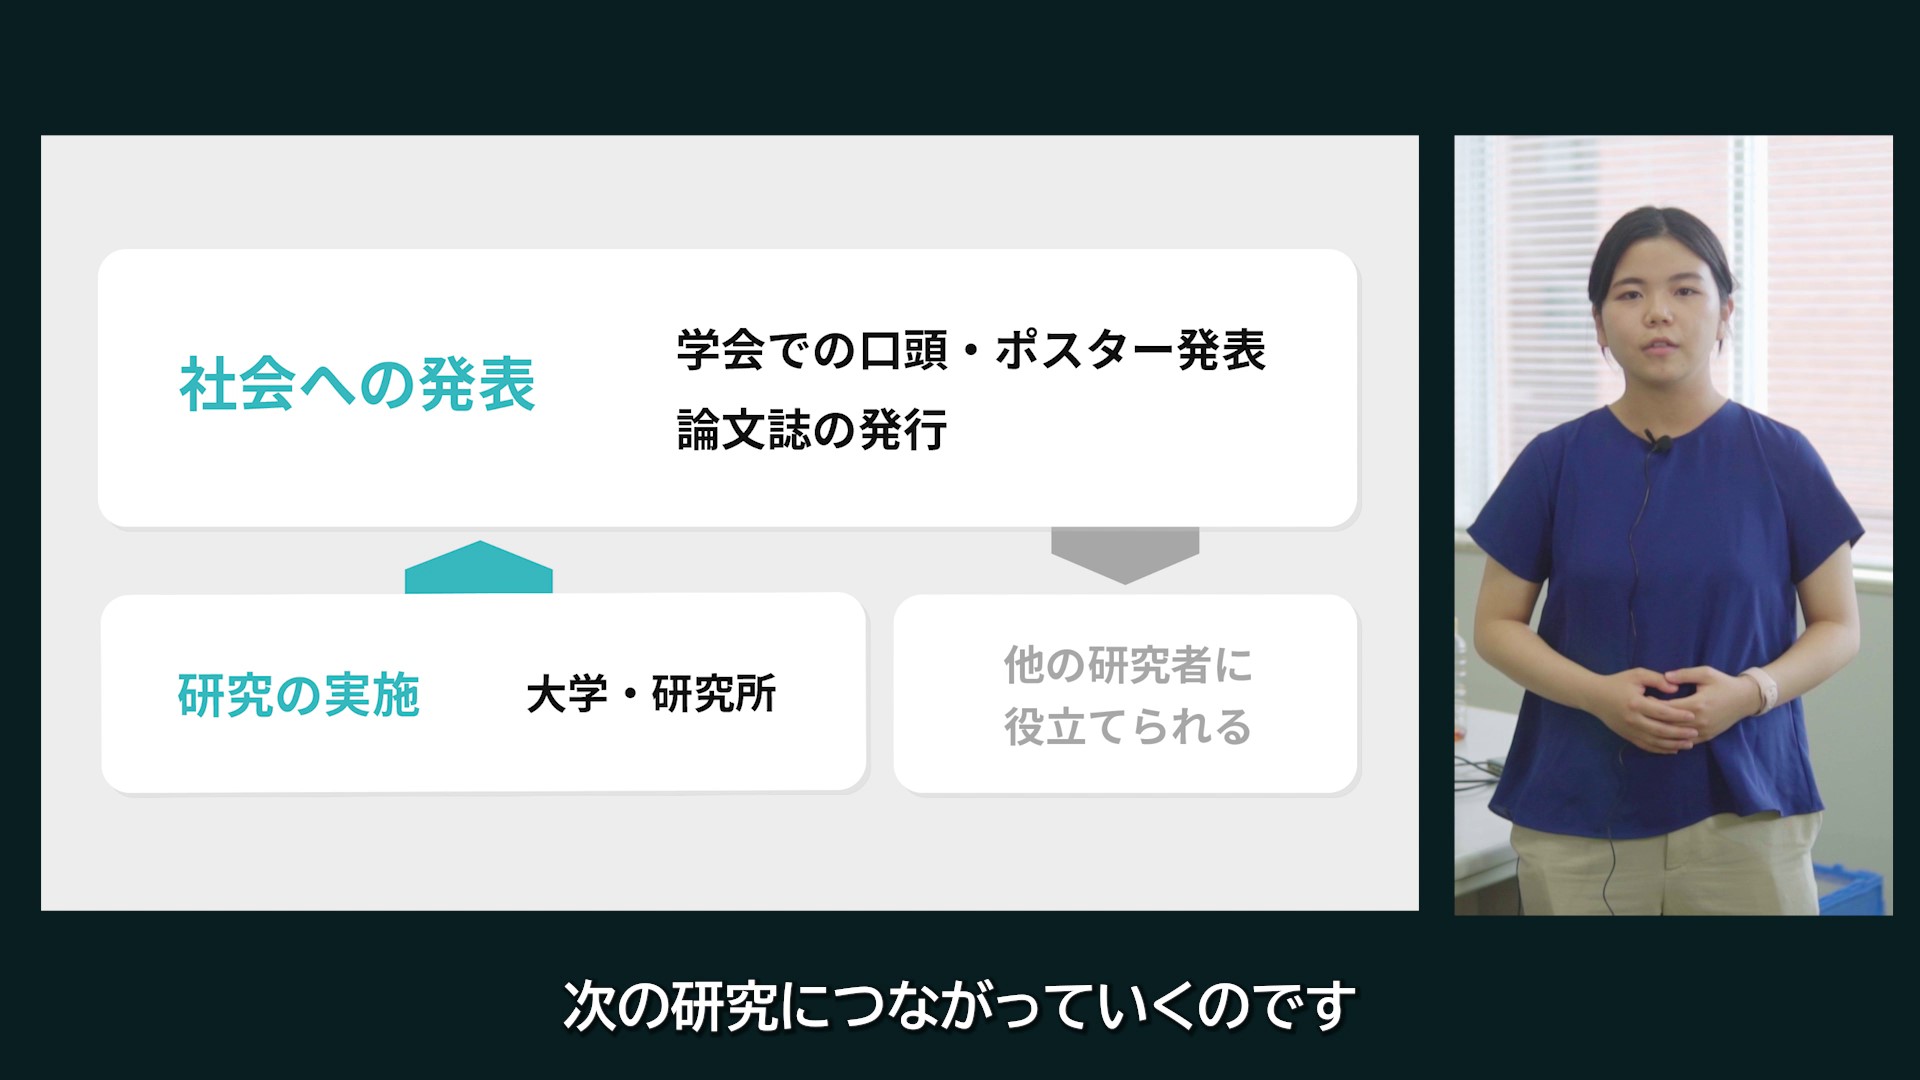 社会への発表
学会での口頭・ポスター発表
論文誌の発行
研究の実施
大学・研究所
他の研究者に
役立てられる
次の研究につながっていくのです